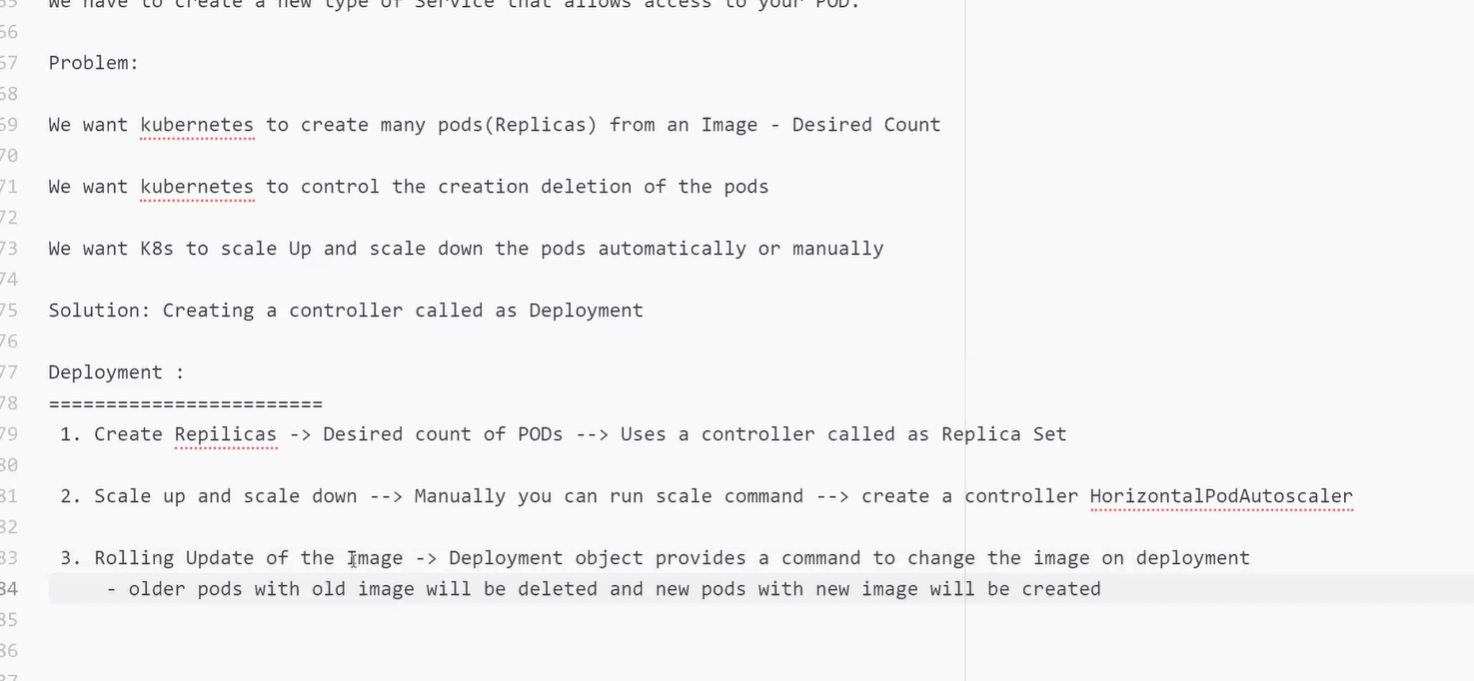 We have to create a new type of Service that allows access to your POD.
66
67 Problem:
68
69 We want kubernetes to create many pods(Replicas) from an Image - Desired Count
70
71 We want kubernetes to control the creation deletion of the pods
72
73 We want K8s to scale Up and scale down the pods automatically or manually
74
75 Solution: Creating a controller called as Deployment
76
77 Deployment :
78 ========================
79 1. Create Repilicas -> Desired count of PODs --> Uses a controller called as Replica Set
80
81 2. Scale up and scale down --> Manually you can run scale command --> create a controller HorizontalPodAutoscaler
82
83 3. Rolling Update of the Image -> Deployment object provides a command to change the image on deployment
84 - older pods with old image will be deleted and new pods with new image will be created
85
86